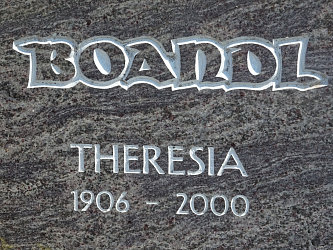 BOANDL
THERESIA
1906 - 2000